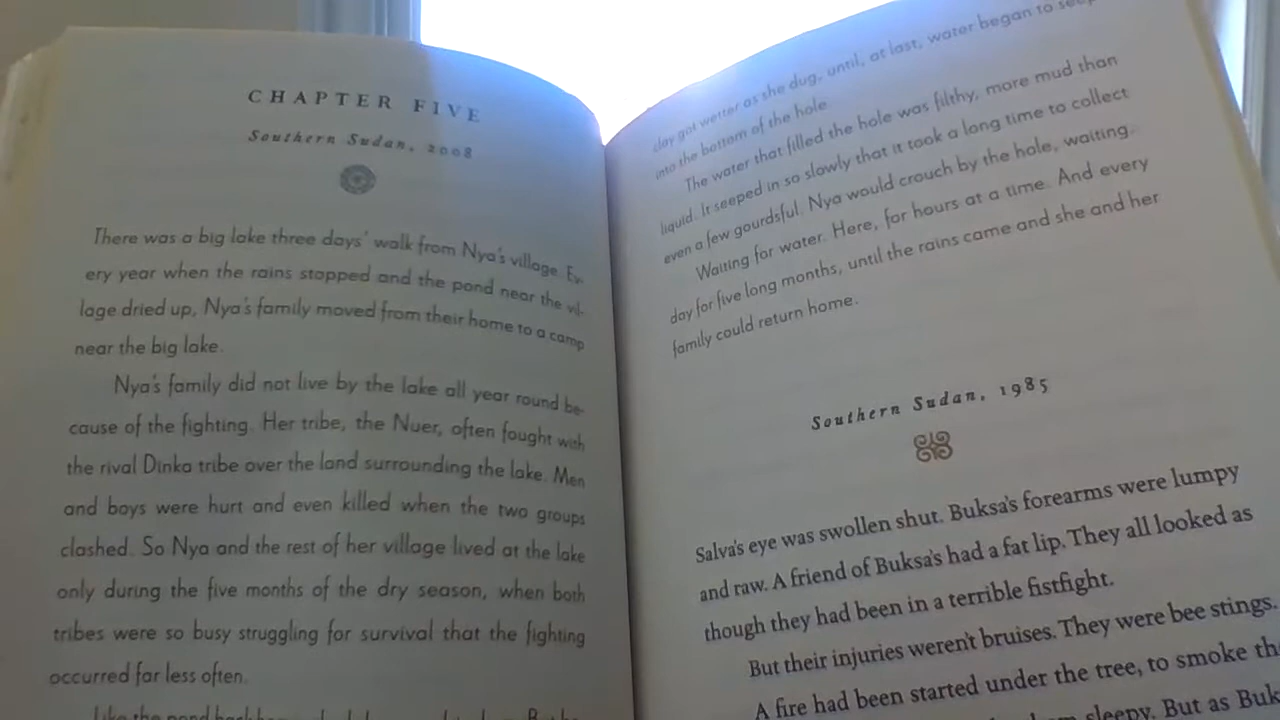 CHAPTER FIVE
Southern Sudan, 2008
There was a big lake three days' walk from Nya's village. Ev-
ery year when the rains stopped and the pond near the vil-
lage dried up, Nya's family moved from their home to a camp
near the big lake.
Nya's family did not live by the lake all year round be-
cause of the fighting. Her tribe, the Nuer, often fought with
the rival Dinka tribe over the land surrounding the lake. Men
and boys were hurt and even killed when the two groups
clashed. So Nya and the rest of her village lived at the lake
only during the five months of the dry season, when both
tribes were so busy struggling for survival that the fighting
occurred far less often.
Like the pond back
clay got wetter as she dug, until, at last, water began to seep
into the bottom of the hole.
The water that filled the hole was filthy, more mud than
liquid. It seeped in so slowly that it took a long time to collect
even a few gourdsful. Nya would crouch by the hole, waiting.
Waiting for water. Here, for hours at a time. And every
day for five long months, until the rains came and she and her
family could return home.
Southern Sudan, 1985
Salva's eye was swollen shut. Buksa's forearms were lumpy
and raw. A friend of Buksa's had a fat lip. They all looked as
though they had been in a terrible fistfight.
But their injuries weren't bruises. They were bee stings.
A fire had been started under the tree, to smoke the
sleepy. But as Buk